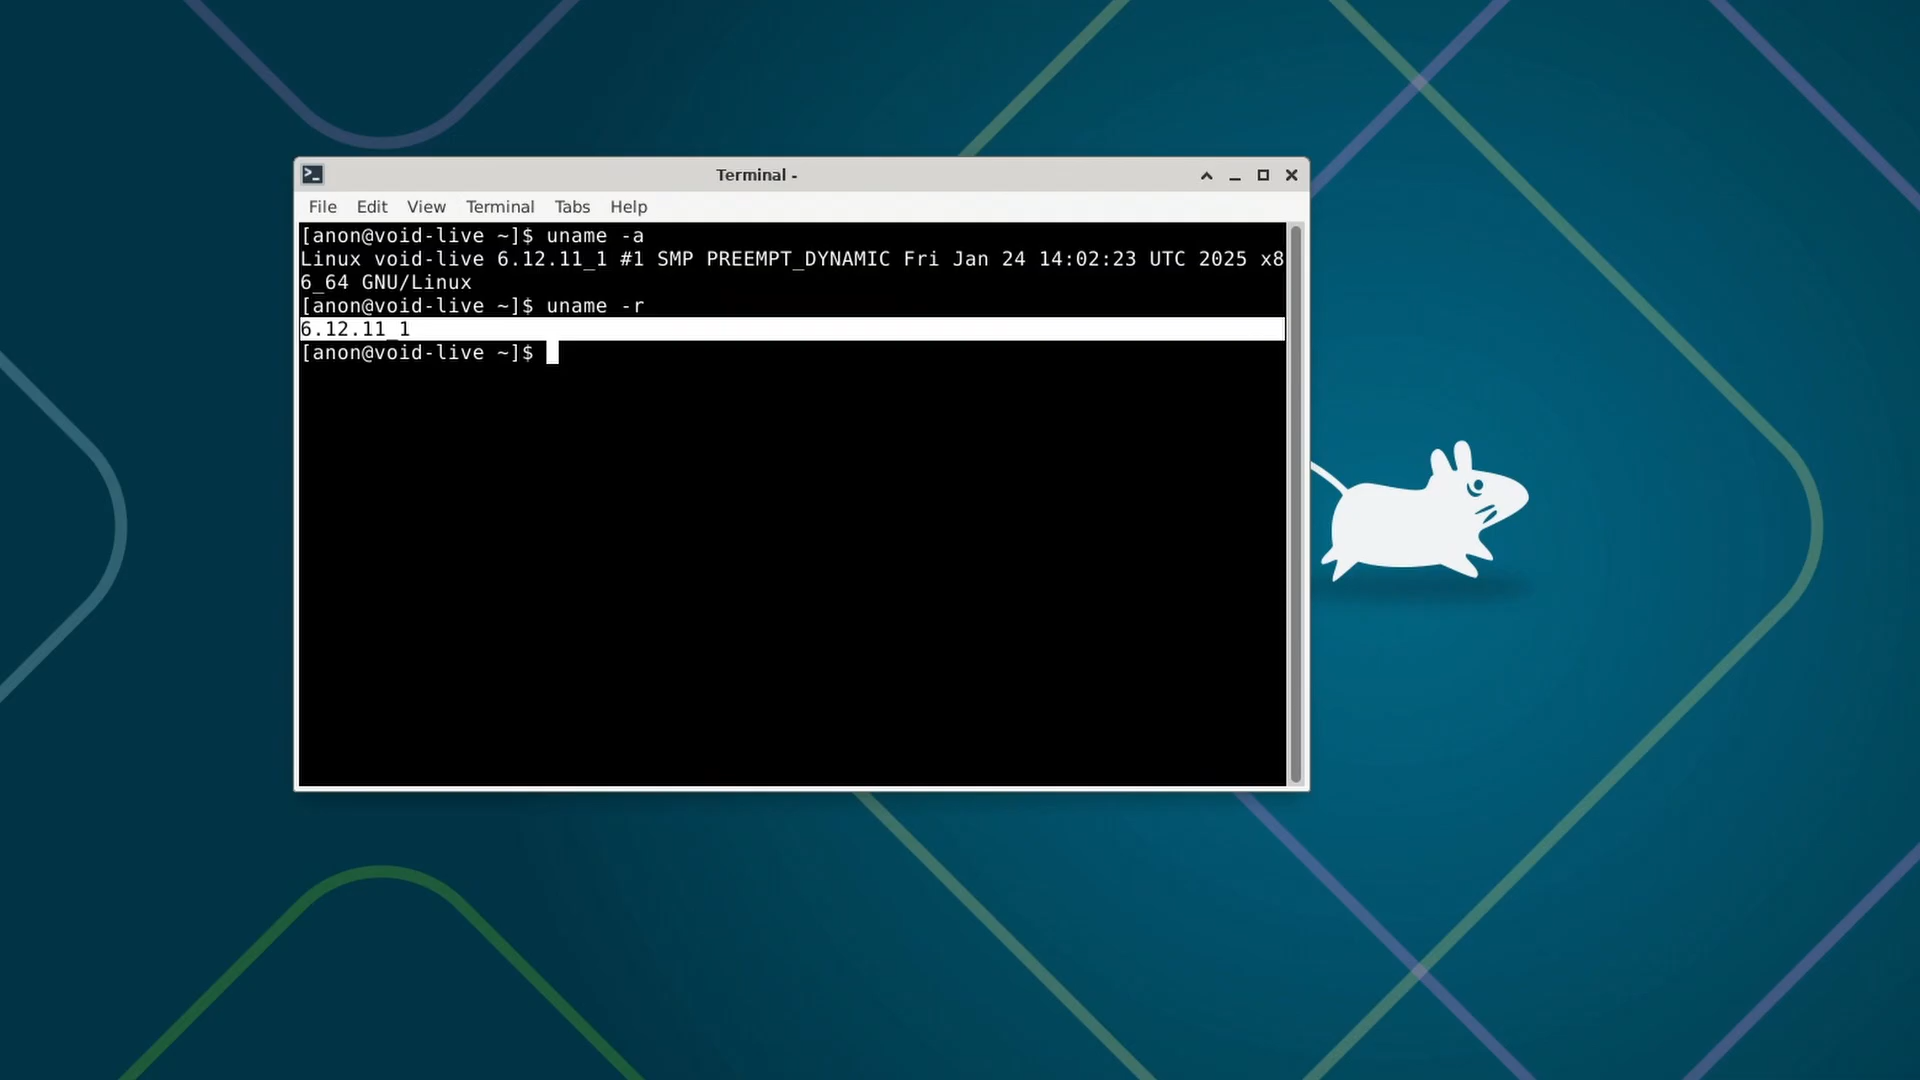 Terminal -
File Edit View Terminal Tabs Help
[anon@void-live ~]$ uname -a
Linux void-live 6.12.11_1 #1 SMP PREEMPT_DYNAMIC Fri Jan 24 14:02:23 UTC 2025 x8
6_64 GNU/Linux
[anon@void-live ~]$ uname -r
6.12.11_1
[anon@void-live ~]$